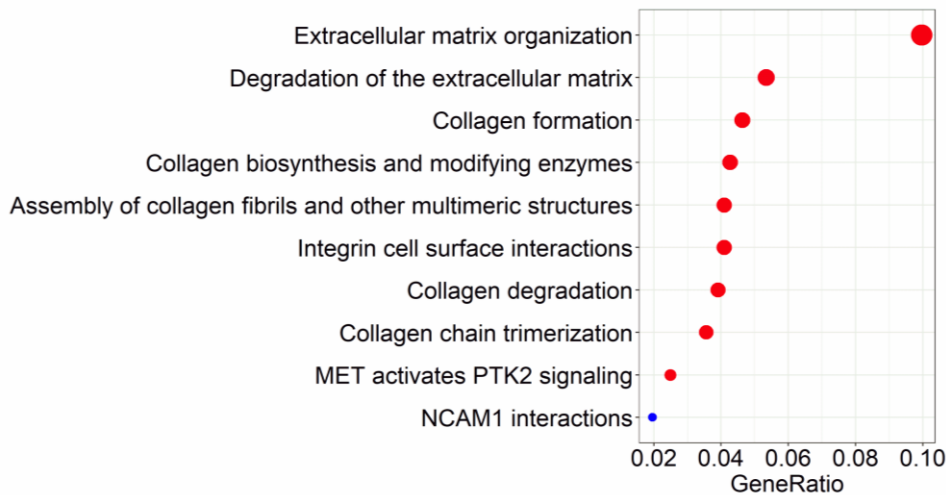 Extracellular matrix organization
Degradation of the extracellular matrix
Collagen formation
Collagen biosynthesis and modifying enzymes
Assembly of collagen fibrils and other multimeric structures
Integrin cell surface interactions
Collagen degradation
Collagen chain trimerization
MET activates PTK2 signaling
NCAM1 interactions
0.02 0.04 0.06 0.08 0.10
GeneRatio